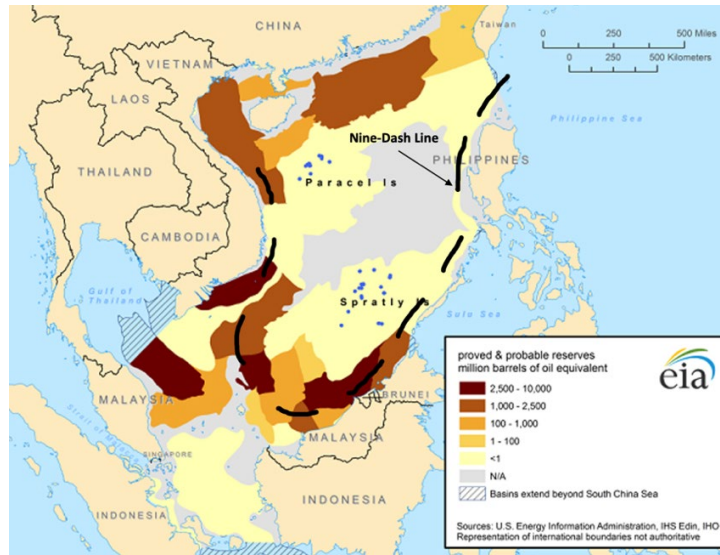 CHINA
Taiwan
0
500 Miles
0
500 Kilometers
VIETNAM
LAOS
Philippine Sea
Nine-Dash Line
PHILIPPINES
THAILAND
Paracel Is
CAMBODIA
Gulf of
Thailand
Spratly Is
Sulu Sea
proved & probable reserves
million barrels of oil equivalent
eia
2,500 - 10,000
1,000 - 2,500
100 - 1,000
1 - 100
<1
N/A
Basins extend beyond South China Sea
Sources: U.S. Energy Information Administration, IHS Edin, IHO
Representation of international boundaries not authoritative
MALAYSIA
BRUNEI
MALAYSIA
Strait of Malacca
SINGAPORE
INDONESIA
INDONESIA